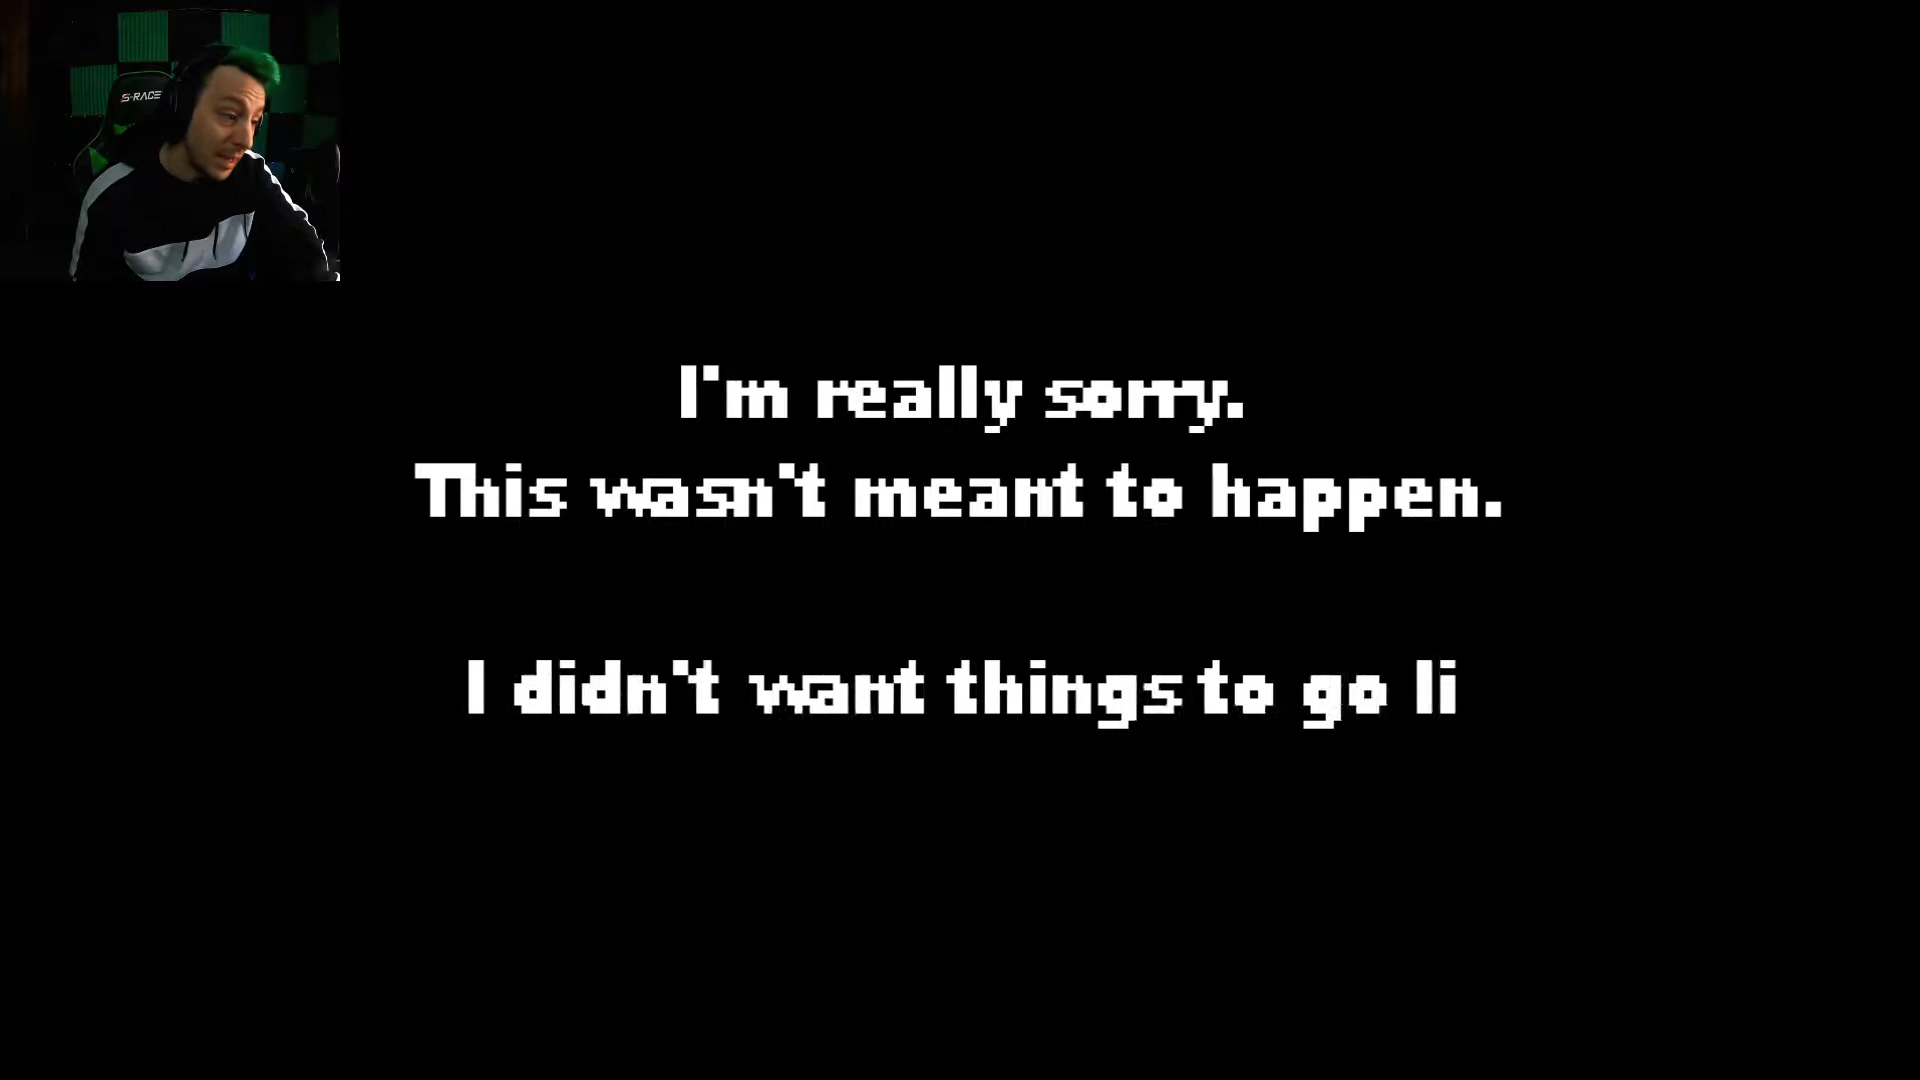 S-RACE
I'm really sorry.
This wasn't meant to happen.
I didn't want things to go li